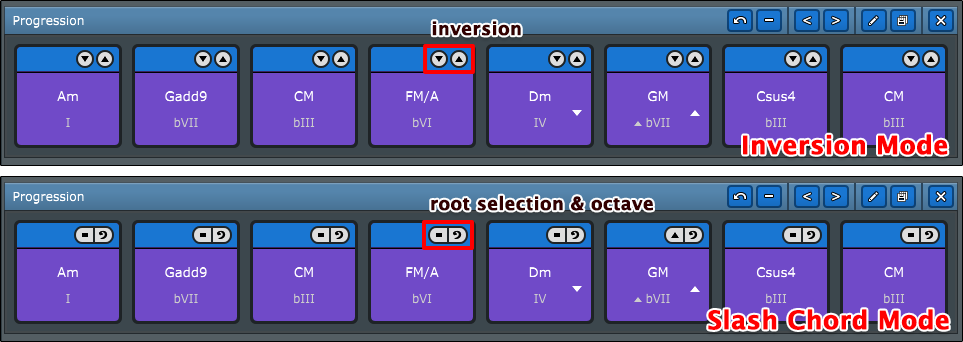 Progression
inversion
Am Gadd9 CM FM/A Dm GM Csus4 CM
I bVII bIII bVI IV bVII bIII bIII
Inversion Mode
Progression
root selection & octave
Am Gadd9 CM FM/A Dm GM Csus4 CM
I bVII bIII bVI IV bVII bIII bIII
Slash Chord Mode